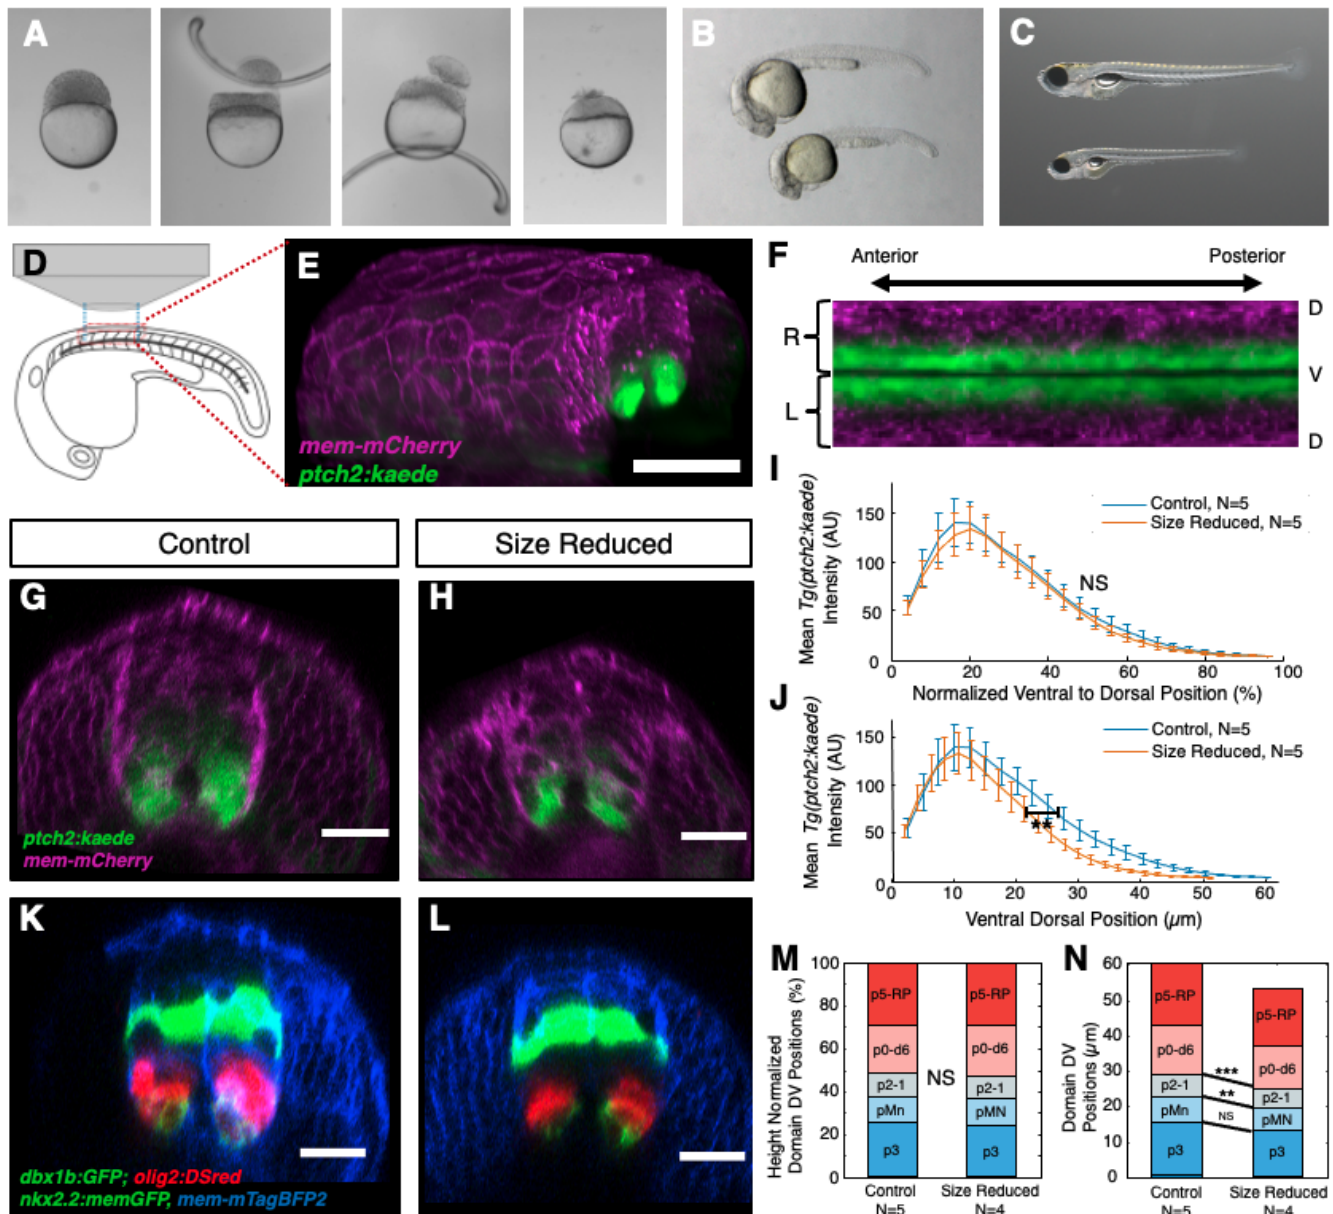 A
B
C
D
E
mem-mCherry
ptch2:kaede
F
Anterior
Posterior
R
L
D
V
D
Control
Size Reduced
G
ptch2:kaede
mem-mCherry
H
I
Mean Tg(ptch2:kaede)
Intensity (AU)
150
100
50
0
Control, N=5
Size Reduced, N=5
NS
0
20
40
60
80
100
Normalized Ventral to Dorsal Position (%)
J
Mean Tg(ptch2:kaede)
Intensity (AU)
150
100
50
0
Control, N=5
Size Reduced, N=5
**
0
10
20
30
40
50
60
Ventral Dorsal Position (µm)
K
dbx1b:GFP; olig2:DSred
nkx2.2:memGFP, mem-mTagBFP2
L
M
Height Normalized
Domain DV Positions (%)
100
80
60
40
20
0
p5-RP
p0-d6
p2-1
pMn
p3
NS
p5-RP
p0-d6
p2-1
pMN
p3
Control
N=5
Size Reduced
N=4
N
Domain DV
Positions (µm)
60
50
40
30
20
10
0
p5-RP
p0-d6
p2-1
pMn
p3
***
**
NS
p5-RP
p0-d6
p2-1
pMN
p3
Control
N=5
Size Reduced
N=4